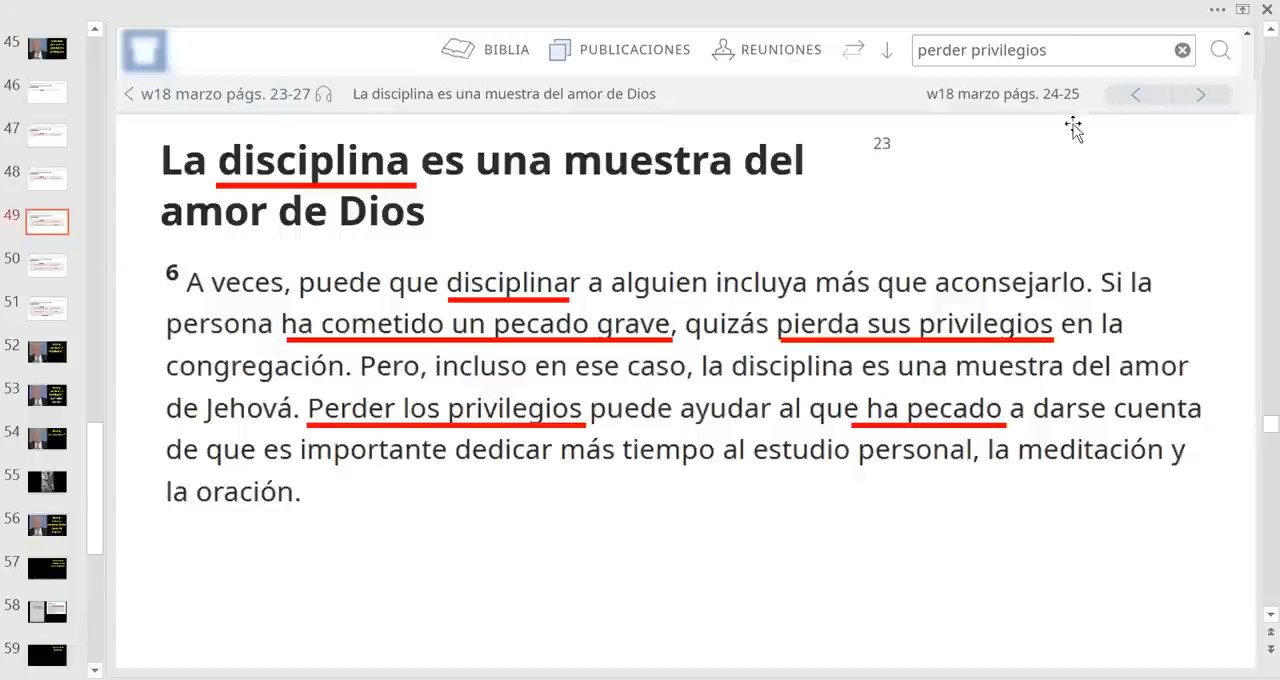 BIBLIA
PUBLICACIONES
REUNIONES
perder privilegios
w18 marzo págs. 23-27
La disciplina es una muestra del amor de Dios
w18 marzo págs. 24-25
23
La disciplina es una muestra del
amor de Dios
6 A veces, puede que disciplinar a alguien incluya más que aconsejarlo. Si la
persona ha cometido un pecado grave, quizás pierda sus privilegios en la
congregación. Pero, incluso en ese caso, la disciplina es una muestra del amor
de Jehová. Perder los privilegios puede ayudar al que ha pecado a darse cuenta
de que es importante dedicar más tiempo al estudio personal, la meditación y
la oración.
45
46
47
48
49
50
51
52
53
54
55
56
57
58
59